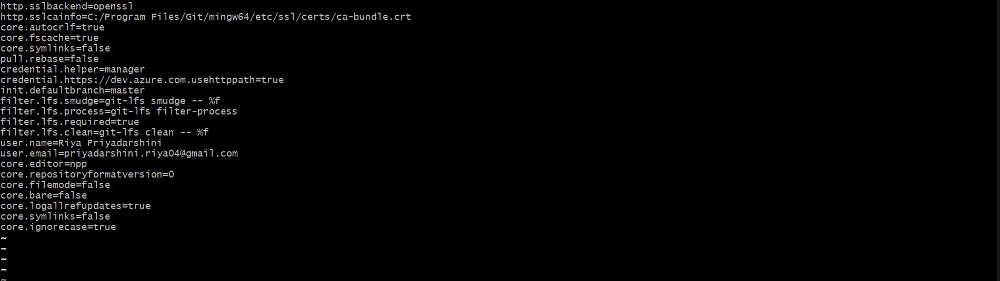 http.sslbackend=openssl
http.sslcainfo=C:/Program Files/Git/mingw64/etc/ssl/certs/ca-bundle.crt
core.autocrlf=true
core.fscache=true
core.symlinks=false
pull.rebase=false
credential.helper=manager
credential.https://dev.azure.com.usehttppath=true
init.defaultbranch=master
filter.lfs.smudge=git-lfs smudge -- %f
filter.lfs.process=git-lfs filter-process
filter.lfs.required=true
filter.lfs.clean=git-lfs clean -- %f
user.name=Riya Priyadarshini
user.email=priyadarshini.riya04@gmail.com
core.editor=npp
core.repositoryformatversion=0
core.filemode=false
core.bare=false
core.logallrefupdates=true
core.symlinks=false
core.ignorecase=true
~
~
~
~
~